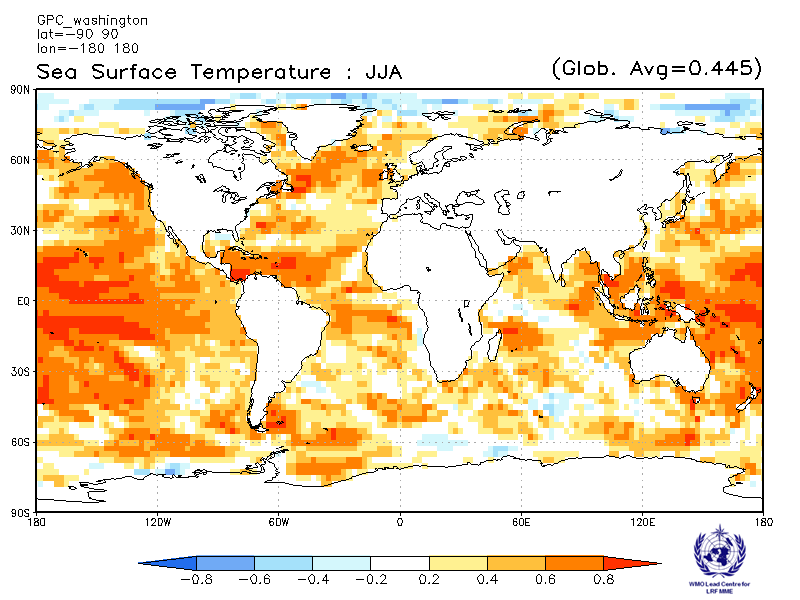 GPC_washington
lat=-90 90
lon=-180 180
Sea Surface Temperature : JJA (Glob. Avg=0.445)
90N
60N
30N
EQ
30S
60S
90S
180 120W 60W 0 60E 120E 180
-0.8 -0.6 -0.4 -0.2 0.2 0.4 0.6 0.8
WMO Lead Centre for
LRF MME